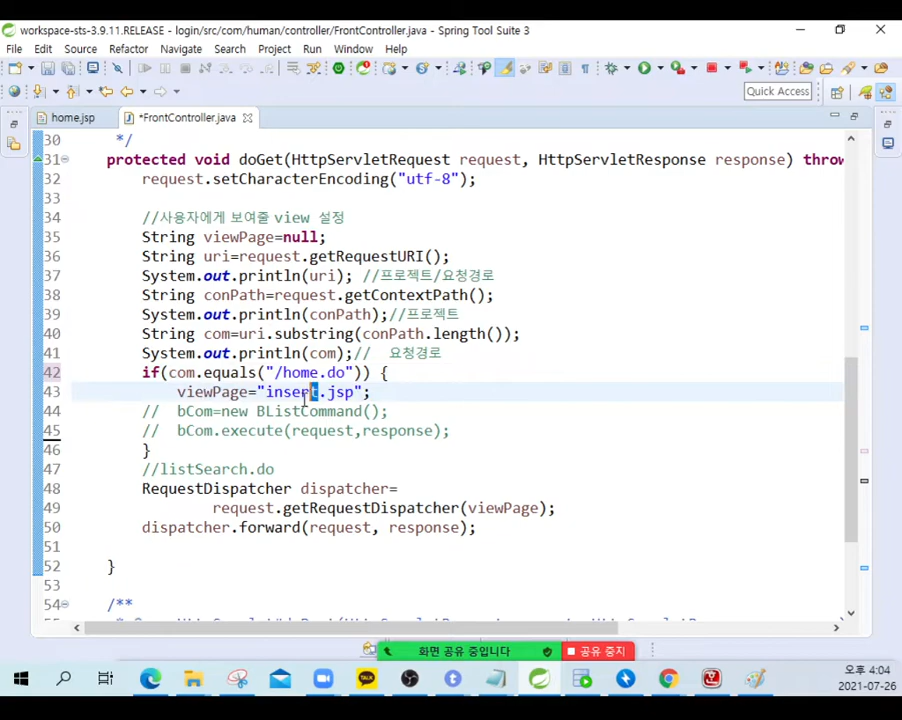 workspace-sts-3.9.11.RELEASE - login/src/com/human/controller/FrontController.java - Spring Tool Suite 3
File Edit Source Refactor Navigate Search Project Run Window Help
Quick Access
home.jsp *FrontController.java
30 */
31 protected void doGet(HttpServletRequest request, HttpServletResponse response) throw
32 request.setCharacterEncoding("utf-8");
33
34 //사용자에게 보여줄 view 설정
35 String viewPage=null;
36 String uri=request.getRequestURI();
37 System.out.println(uri); //프로젝트/요청경로
38 String conPath=request.getContextPath();
39 System.out.println(conPath);//프로젝트
40 String com=uri.substring(conPath.length());
41 System.out.println(com);// 요청경로
42 if(com.equals("/home.do")) {
43 viewPage="insert.jsp";
44 // bCom=new BListCommand();
45 // bCom.execute(request,response);
46 }
47 //listSearch.do
48 RequestDispatcher dispatcher=
49 request.getRequestDispatcher(viewPage);
50 dispatcher.forward(request, response);
51
52 }
53
54 /**
화면 공유 중입니다 공유 중지
오후 4:04
2021-07-26